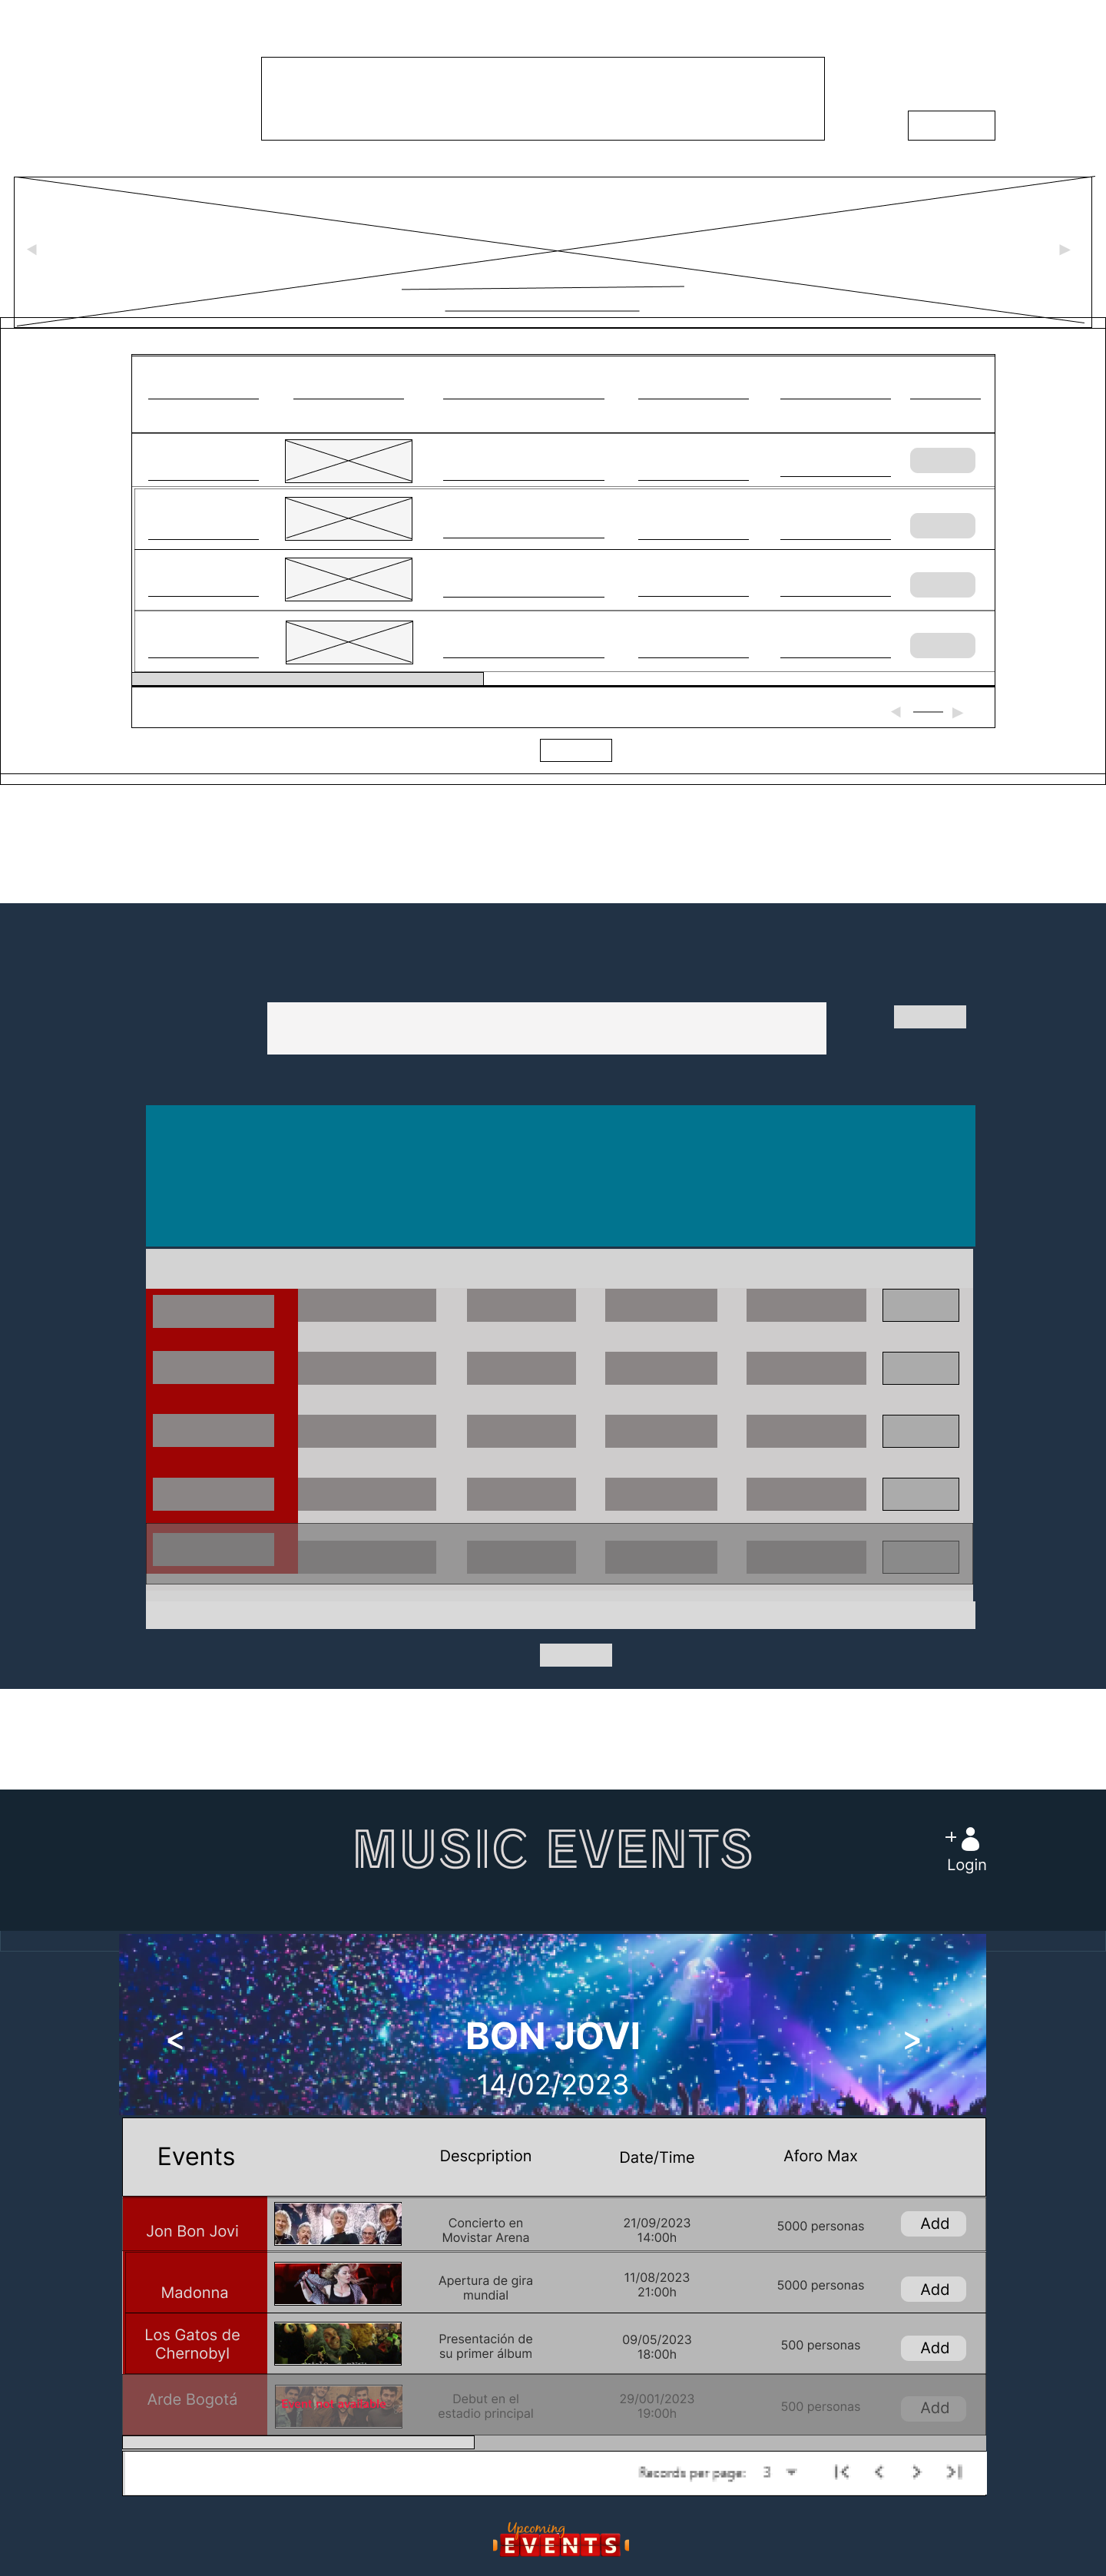 MUSIC EVENTS
Login
BON JOVI
14/02/2023
Events
Descpription
Date/Time
Aforo Max
Jon Bon Jovi
Concierto en
Movistar Arena
21/09/2023
14:00h
5000 personas
Add
Madonna
Apertura de gira
mundial
11/08/2023
21:00h
5000 personas
Add
Los Gatos de
Chernobyl
Presentación de
su primer álbum
09/05/2023
18:00h
500 personas
Add
Arde Bogotá
Event not available
Debut en el
estadio principal
29/001/2023
19:00h
500 personas
Add
Records per page: 3
Upcoming
EVENTS